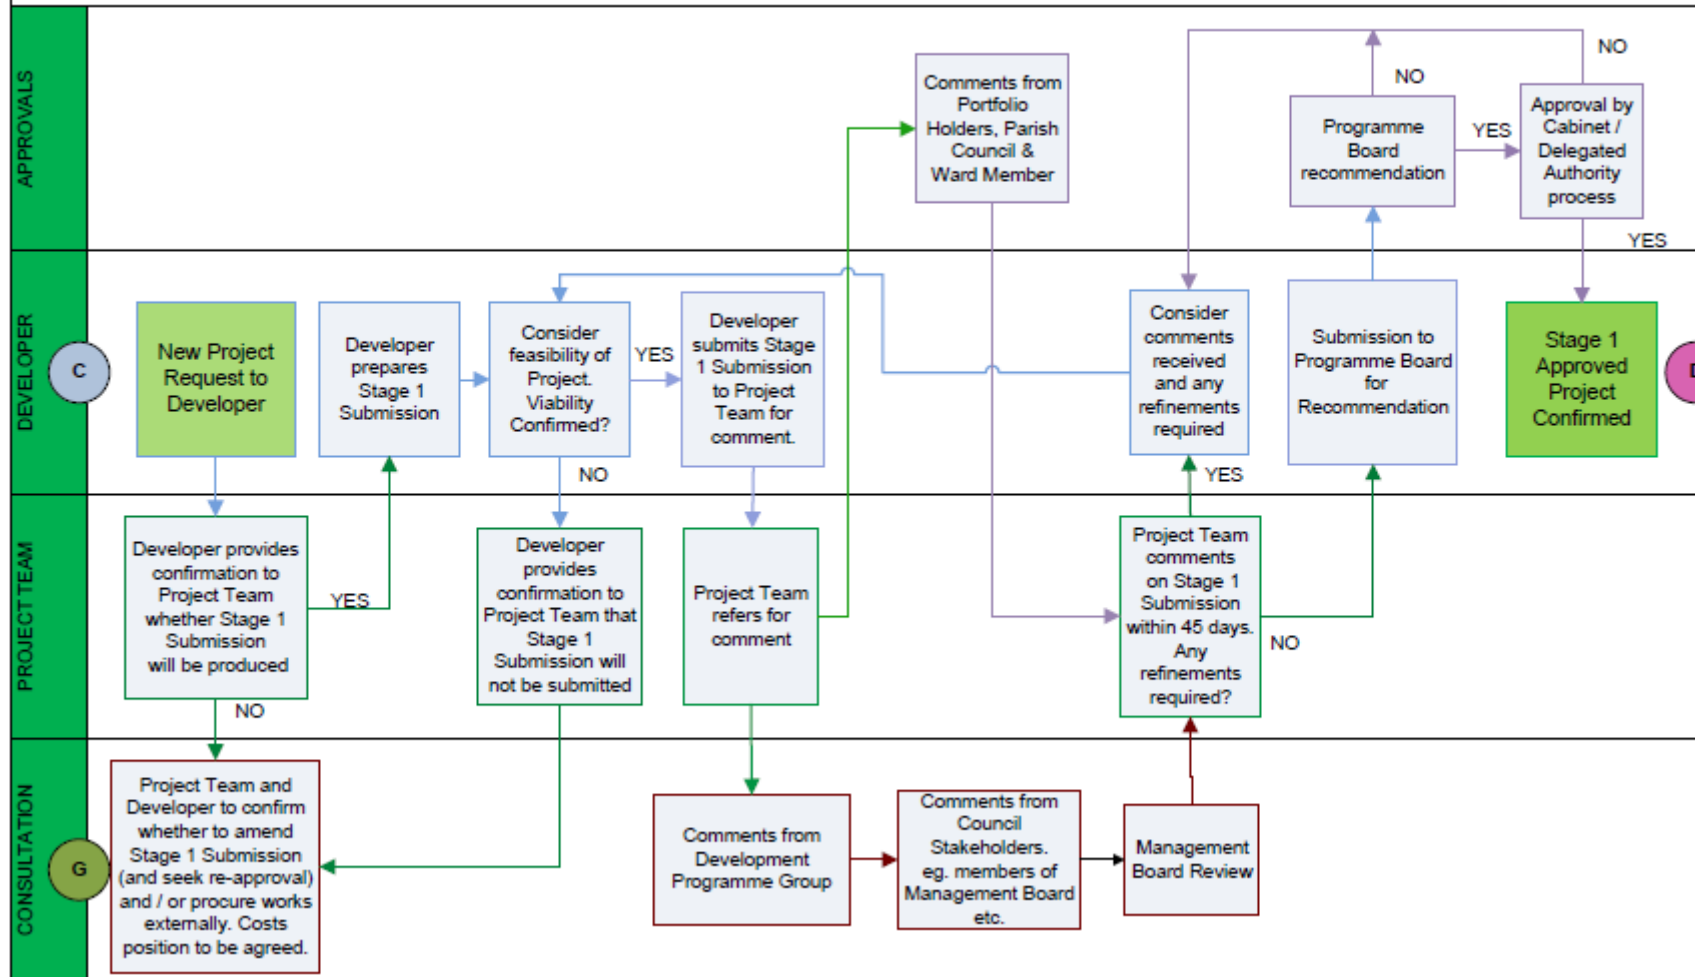 APPROVALS
Comments from
Portfolio
Holders, Parish
Council &
Ward Member
NO
NO
Programme
Board
recommendation
YES
Approval by
Cabinet /
Delegated
Authority
process
YES
DEVELOPER
C
New Project
Request to
Developer
Developer
prepares
Stage 1
Submission
Consider
feasibility of
Project.
Viability
Confirmed?
YES
NO
Developer
submits Stage
1 Submission
to Project
Team for
comment.
Consider
comments
received
and any
refinements
required
YES
Submission to
Programme Board
for
Recommendation
Stage 1
Approved
Project
Confirmed
PROJECT TEAM
Developer provides
confirmation to
Project Team
whether Stage 1
Submission
will be produced
YES
NO
Developer
provides
confirmation to
Project Team that
Stage 1
Submission will
not be submitted
Project Team
refers for
comment
Project Team
comments
on Stage 1
Submission
within 45 days.
Any
refinements
required?
NO
CONSULTATION
G
Project Team and
Developer to confirm
whether to amend
Stage 1 Submission
(and seek re-approval)
and / or procure works
externally. Costs
position to be agreed.
Comments from
Development
Programme Group
Comments from
Council
Stakeholders.
eg. members of
Management Board
etc.
Management
Board Review